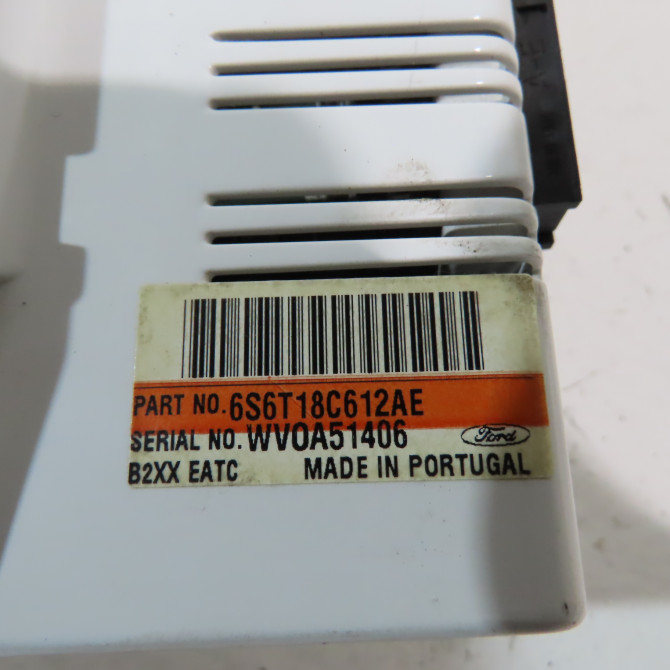 PART NO.6S6T18C612AE
SERIAL NO.WVOA51406
Ford
B2XX EATC MADE IN PORTUGAL